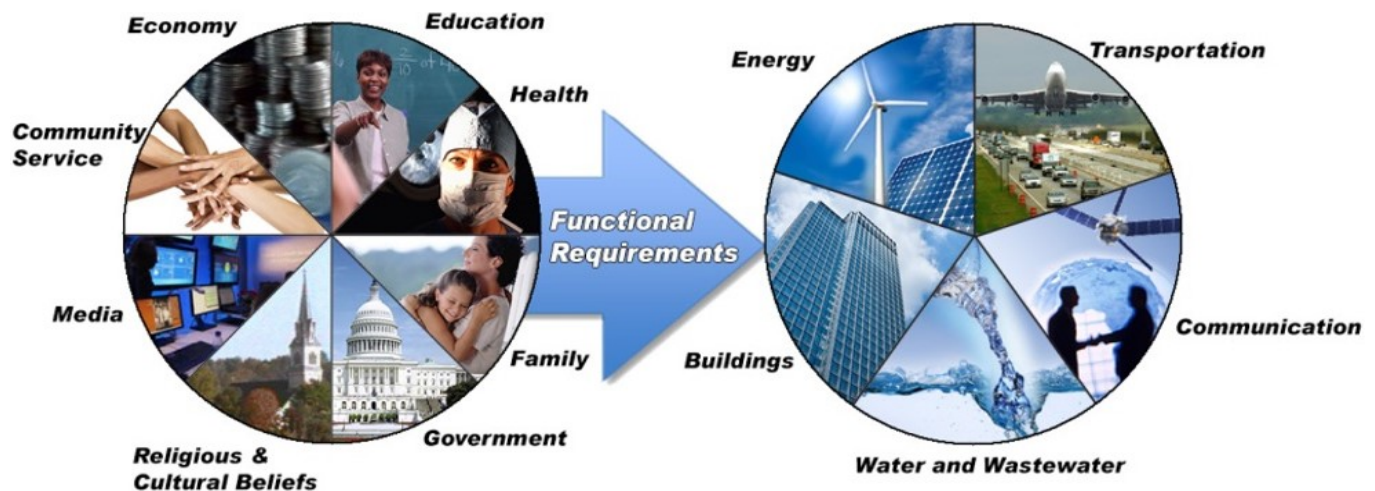 Economy
Education
Health
Community
Service
Media
Religious &
Cultural Beliefs
Government
Family
Functional
Requirements
Energy
Transportation
Buildings
Communication
Water and Wastewater